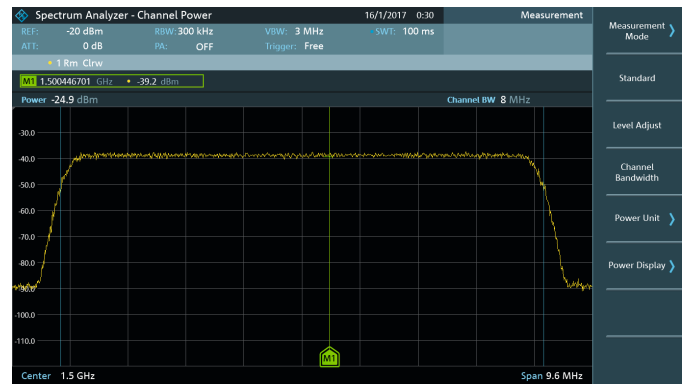 Spectrum Analyzer - Channel Power 16/1/2017 0:30 Measurement
REF: -20 dBm RBW: 300 kHz VBW: 3 MHz SWT: 100 ms
ATT: 0 dB PA: OFF Trigger: Free
1 Rm Clrw
M1 1.500446701 GHz • -39.2 dBm
Power -24.9 dBm Channel BW 8 MHz
-30.0
-40.0
-50.0
-60.0
-70.0
-80.0
-90.0
-100.0
-110.0
M1
Center 1.5 GHz Span 9.6 MHz
Measurement
Mode
Standard
Level Adjust
Channel
Bandwidth
Power Unit
Power Display